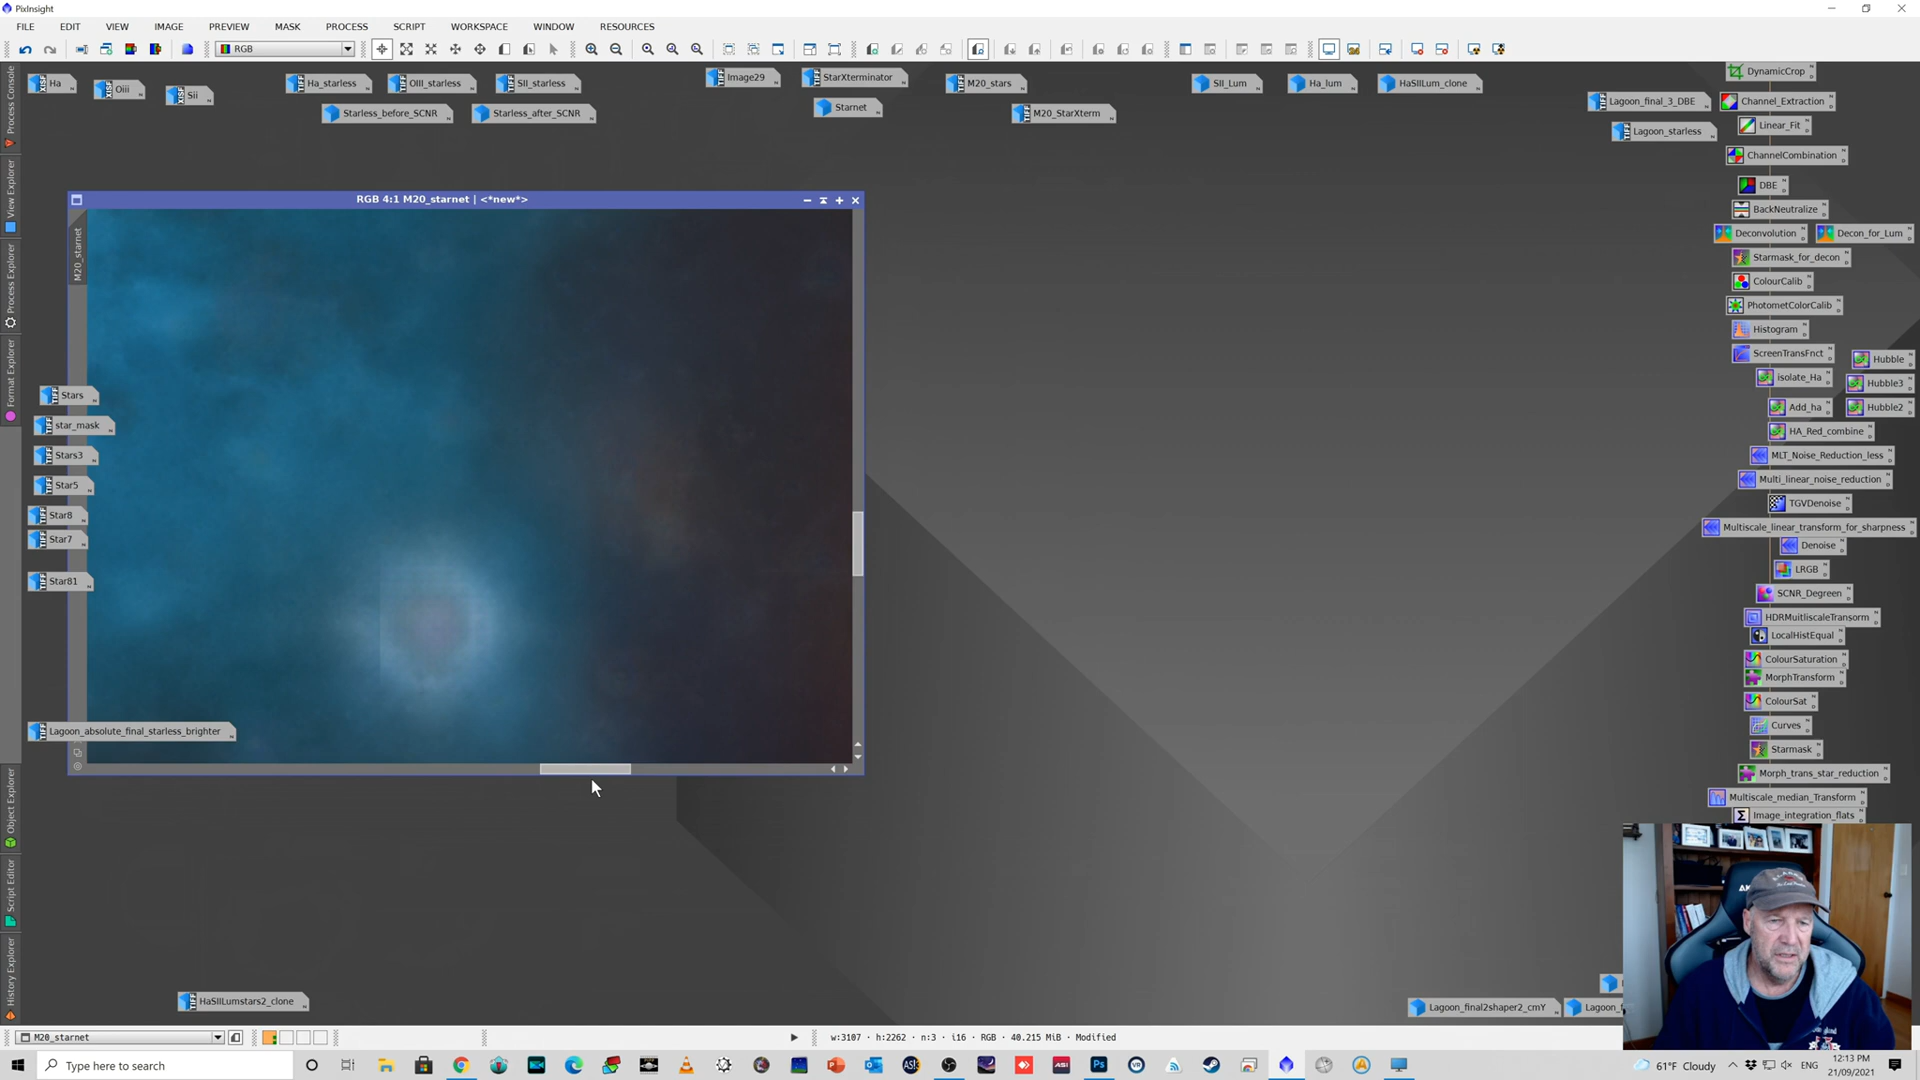 PixInsight
FILE EDIT VIEW IMAGE PREVIEW MASK PROCESS SCRIPT WORKSPACE WINDOW RESOURCES
RGB
Process Console
View Explorer
Process Explorer
Format Explorer
Object Explorer
Script Editor
History Explorer
Ha
Oiii
Sii
Ha_starless
OIII_starless
SII_starless
Starless_before_SCNR
Starless_after_SCNR
Image29
StarXterminator
Starnet
M20_stars
M20_StarXterm
SII_Lum
Ha_lum
HaSIILum_clone
Lagoon_final_3_DBE
Lagoon_starless
DynamicCrop
Channel_Extraction
Linear_Fit
ChannelCombination
DBE
BackNeutralize
Deconvolution
Decon_for_Lum
Starmask_for_decon
ColourCalib
PhotometColorCalib
Histogram
ScreenTransFnct
Hubble
isolate_Ha
Hubble3
Add_ha
Hubble2
HA_Red_combine
MLT_Noise_Reduction_less
Multi_linear_noise_reduction
TGVDenoise
Multiscale_linear_transform_for_sharpness
Denoise
LRGB
SCNR_Degreen
HDRMultliscaleTransorm
LocalHistEqual
ColourSaturation
MorphTransform
ColourSat
Curves
Starmask
Morph_trans_star_reduction
Multiscale_median_Transform
Image_integration_flats
RGB 4:1 M20_starnet | <*new*>
M20_starnet
Stars
star_mask
Stars3
Star5
Star8
Star7
Star81
Lagoon_absolute_final_starless_brighter
HaSIILumstars2_clone
Lagoon_final2shaper2_cmY
M20_starnet
w:3107 · h:2262 · n:3 · i16 · RGB · 40.215 MiB · Modified
Type here to search
61°F Cloudy
ENG
12:13 PM
21/09/2021